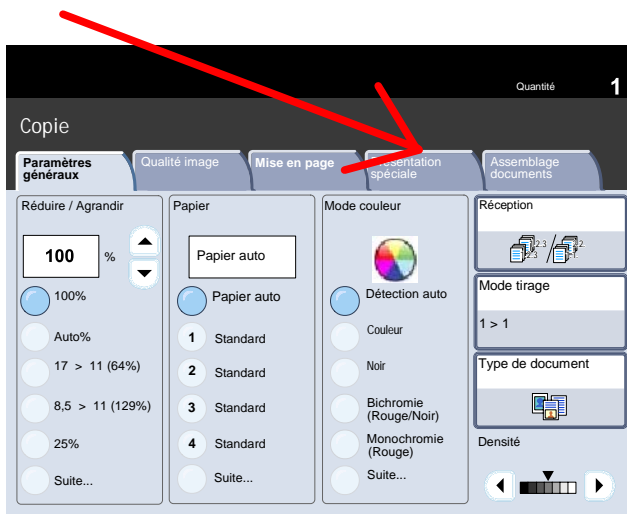 Quantité 1
Copie
Paramètres
généraux
Qualité image
Mise en page
Présentation
spéciale
Assemblage
documents
Réduire / Agrandir
100 %
100%
Auto%
17 > 11 (64%)
8,5 > 11 (129%)
25%
Suite...
Papier
Papier auto
Papier auto
1 Standard
2 Standard
3 Standard
4 Standard
Suite...
Mode couleur
Détection auto
Couleur
Noir
Bichromie
(Rouge/Noir)
Monochromie
(Rouge)
Suite...
Réception
Mode tirage
1 > 1
Type de document
Densité